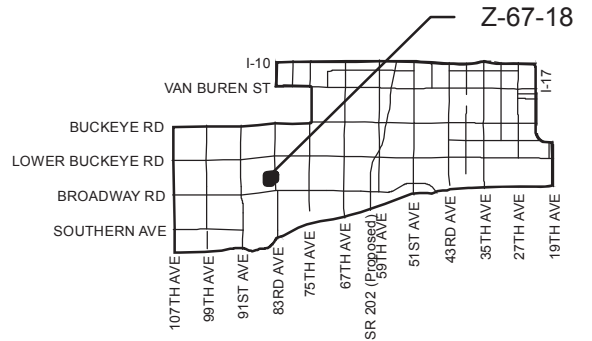 Z-67-18
I-10
VAN BUREN ST
I-17
BUCKEYE RD
LOWER BUCKEYE RD
BROADWAY RD
SOUTHERN AVE
107TH AVE
99TH AVE
91ST AVE
83RD AVE
75TH AVE
67TH AVE
SR 202 (Proposed)
59TH AVE
51ST AVE
43RD AVE
35TH AVE
27TH AVE
19TH AVE